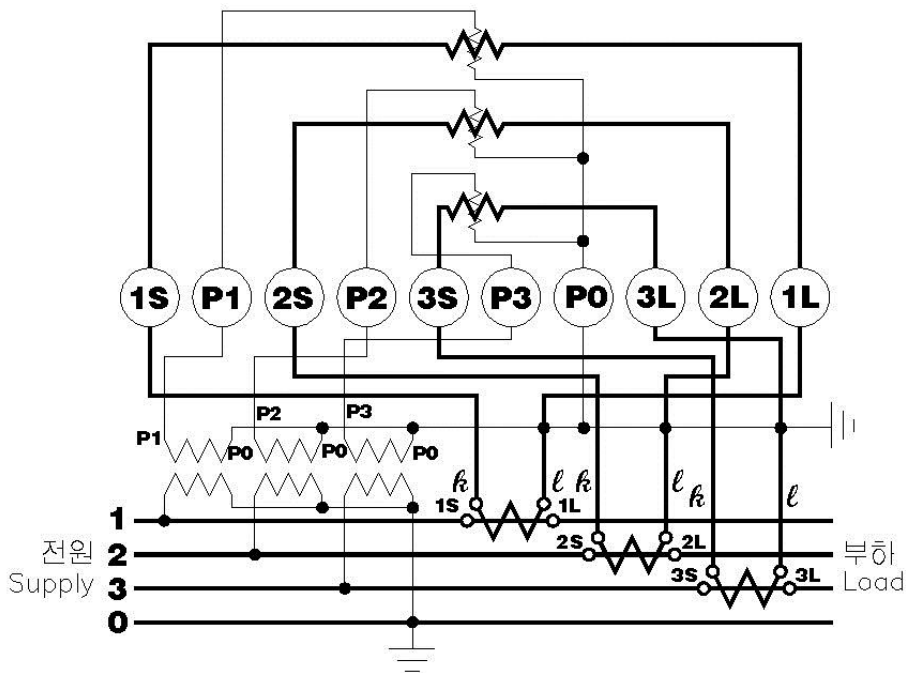 1S P1 2S P2 3S P3 P0 3L 2L 1L
P1 P0 P2 P0 P3 P0
k ℓ k ℓ k ℓ
1 1S 1L
전원 2 2S 2L 부하
Supply 3 3S 3L Load
0